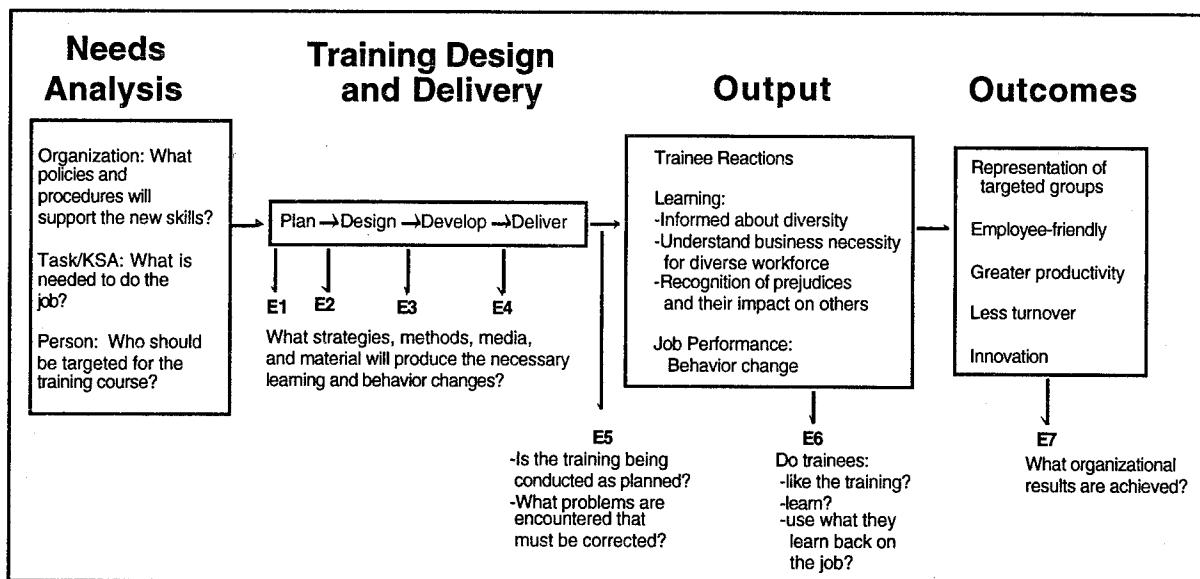 Needs
Analysis
Organization: What
policies and
procedures will
support the new skills?
Task/KSA: What is
needed to do the
job?
Person: Who should
be targeted for the
training course?
Training Design
and Delivery
Plan → Design → Develop → Deliver
E1 E2 E3 E4
What strategies, methods, media,
and material will produce the necessary
learning and behavior changes?
E5
-Is the training being
conducted as planned?
-What problems are
encountered that
must be corrected?
Output
Trainee Reactions
Learning:
-Informed about diversity
-Understand business necessity
for diverse workforce
-Recognition of prejudices
and their impact on others
Job Performance:
Behavior change
E6
Do trainees:
-like the training?
-learn?
-use what they
learn back on
the job?
Outcomes
Representation of
targeted groups
Employee-friendly
Greater productivity
Less turnover
Innovation
E7
What organizational
results are achieved?